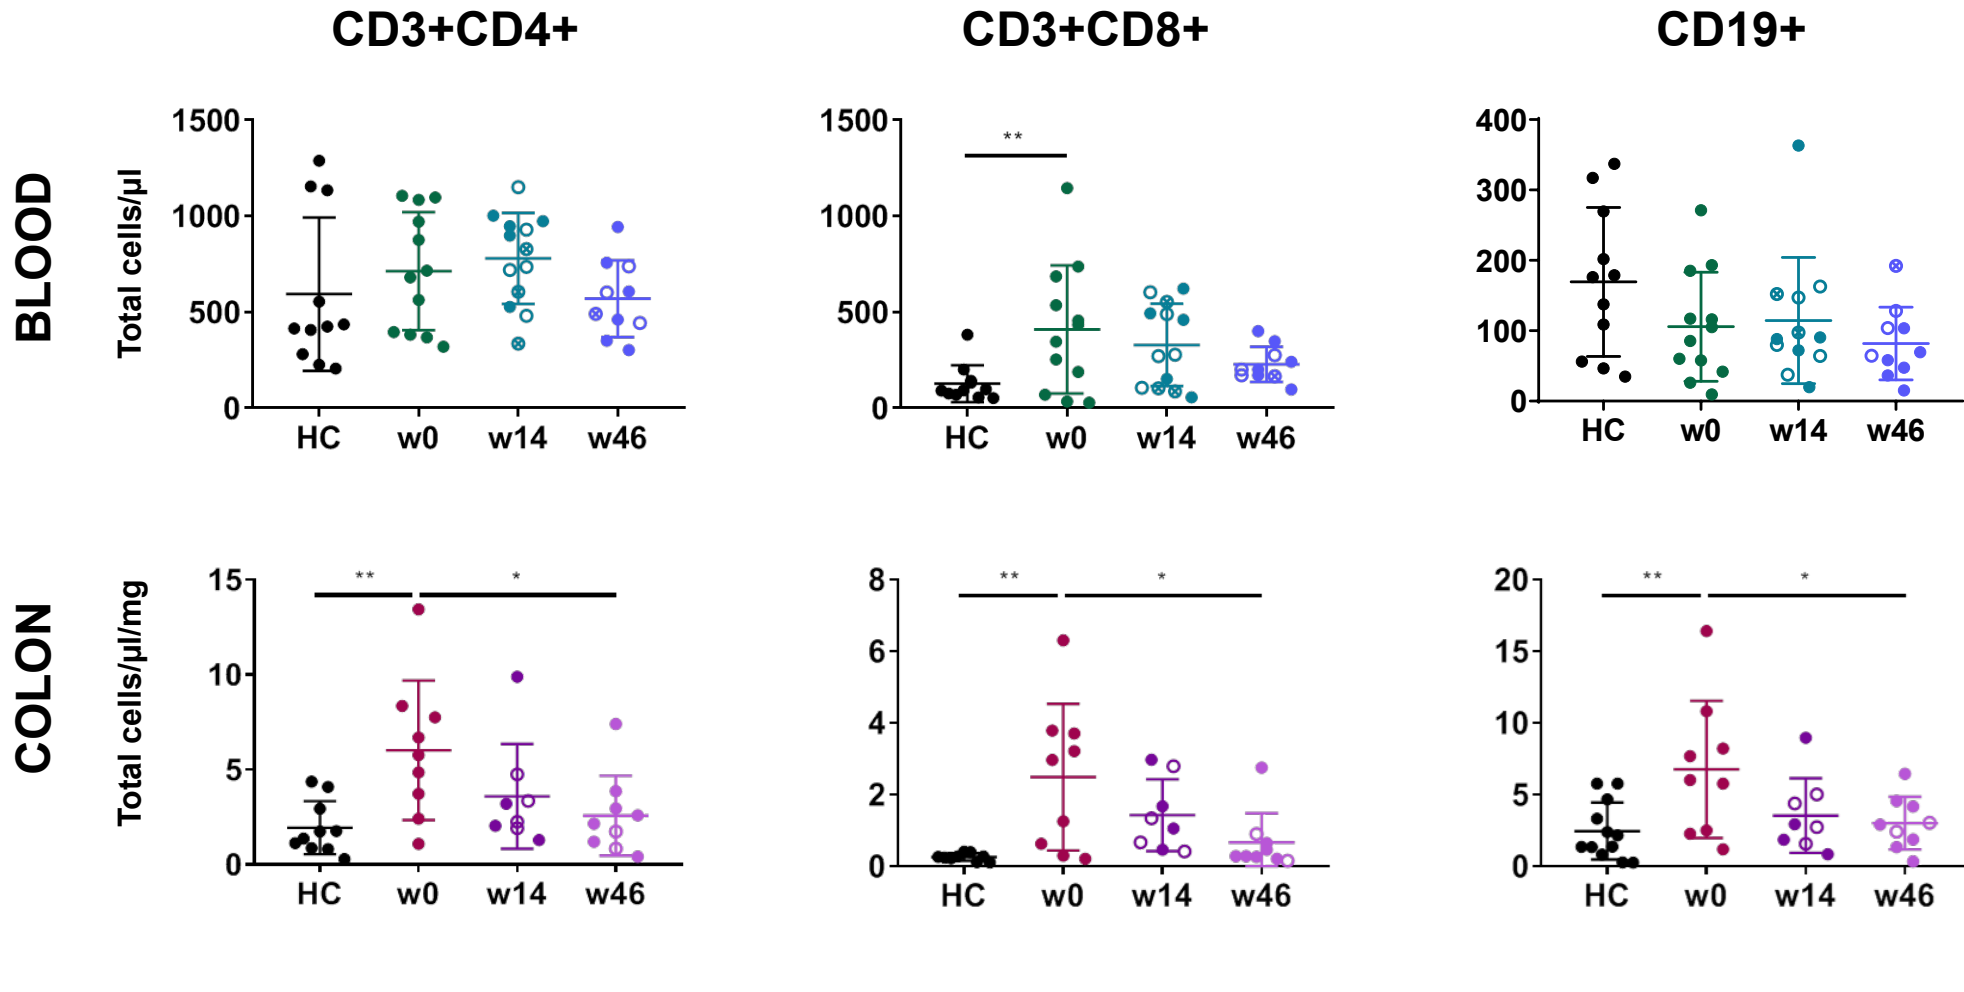 CD3+CD4+ CD3+CD8+ CD19+
BLOOD
Total cells/µl
1500
1000
500
0
HC w0 w14 w46
**
1500
1000
500
0
HC w0 w14 w46
400
300
200
100
0
HC w0 w14 w46
COLON
Total cells/µl/mg
** *
15
10
5
0
HC w0 w14 w46
** *
8
6
4
2
0
HC w0 w14 w46
** *
20
15
10
5
0
HC w0 w14 w46